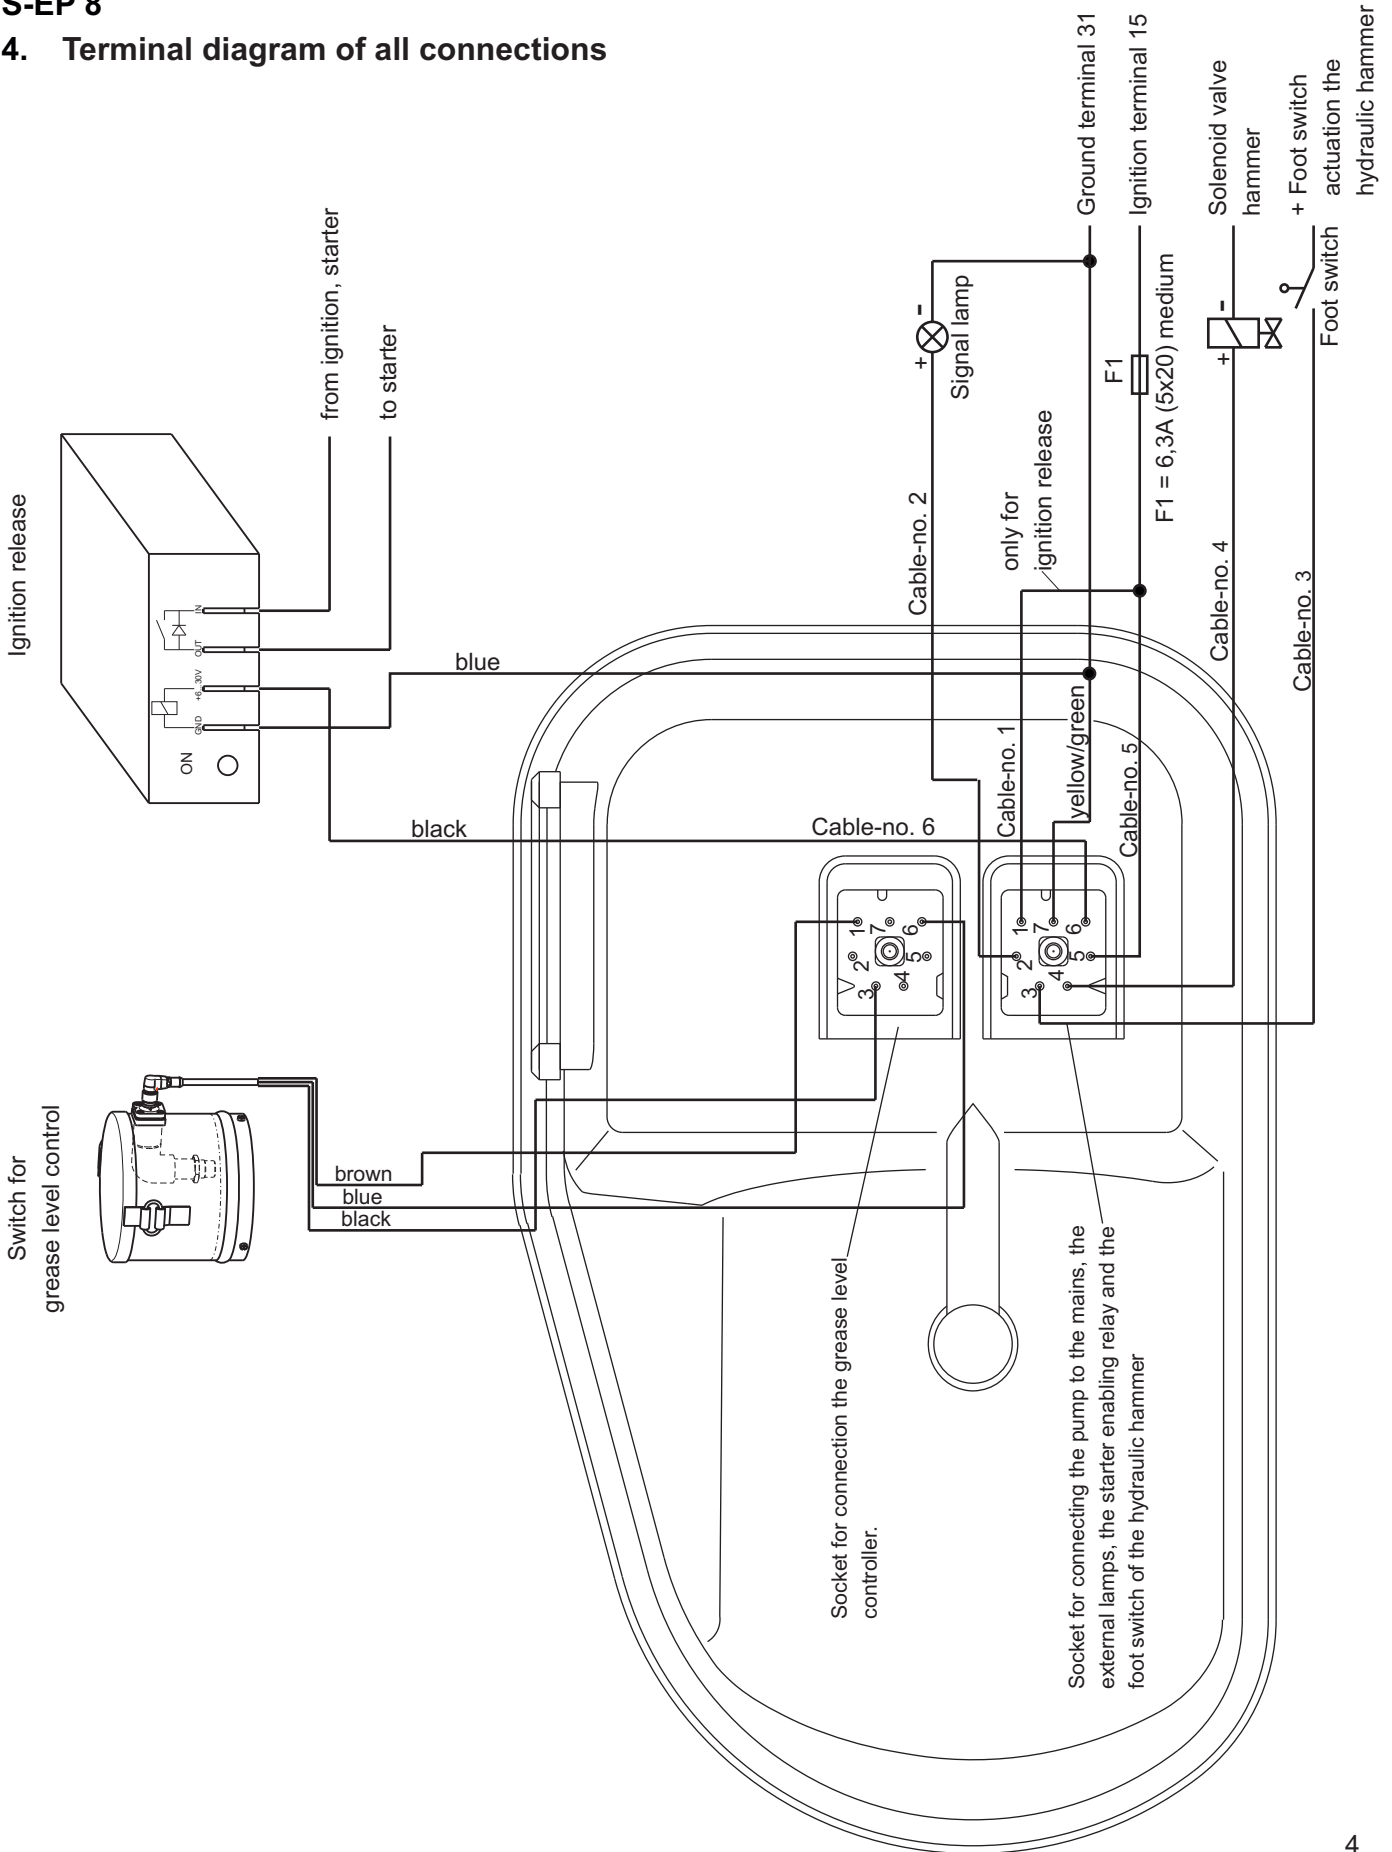 S-EP 8
4. Terminal diagram of all connections
Ground terminal 31
Ignition terminal 15
Solenoid valve
hammer
+ Foot switch
actuation the
hydraulic hammer
Foot switch
from ignition, starter
to starter
Ignition release
IN
OUT
+6...30V
GND
ON
+
-
Signal lamp
F1
F1 = 6,3A (5x20) medium
+
-
only for
ignition release
Cable-no. 2
Cable-no. 4
Cable-no. 3
blue
black
Cable-no. 6
Cable-no. 1
yellow/green
Cable-no. 5
1
2
3
4
5
6
7
1
2
3
4
5
6
7
Switch for
grease level control
brown
blue
black
Socket for connection the grease level
controller.
Socket for connecting the pump to the mains, the
external lamps, the starter enabling relay and the
foot switch of the hydraulic hammer
4